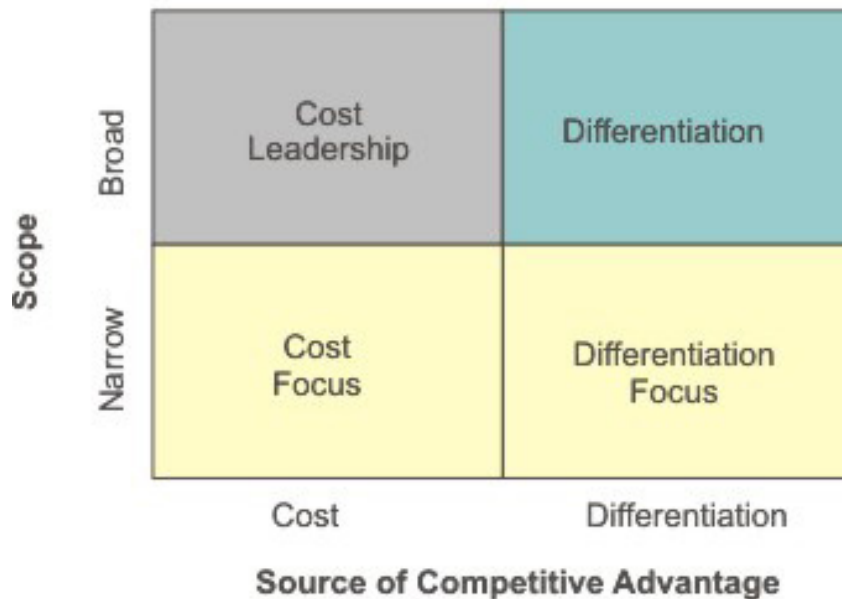 Scope
Broad
Narrow
Cost
Leadership
Differentiation
Cost
Focus
Differentiation
Focus
Cost
Differentiation
Source of Competitive Advantage